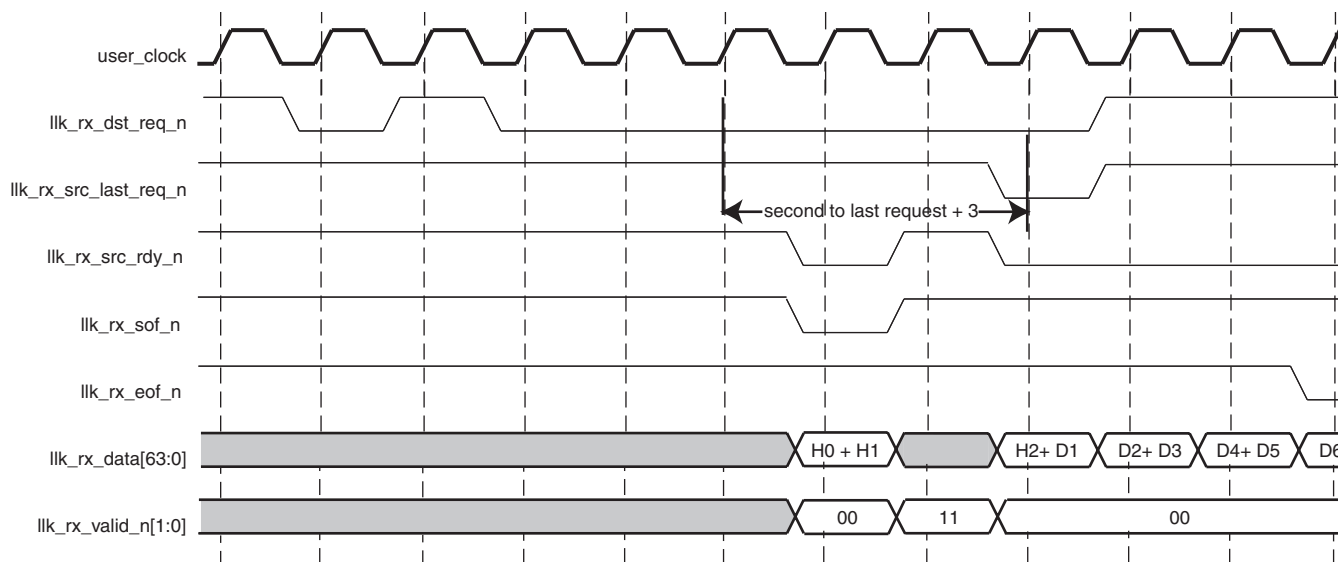 user_clock
llk_rx_dst_req_n
llk_rx_src_last_req_n
second to last request + 3
llk_rx_src_rdy_n
llk_rx_sof_n
llk_rx_eof_n
llk_rx_data[63:0]
H0 + H1
H2+ D1
D2+ D3
D4+ D5
D6
llk_rx_valid_n[1:0]
00
11
00